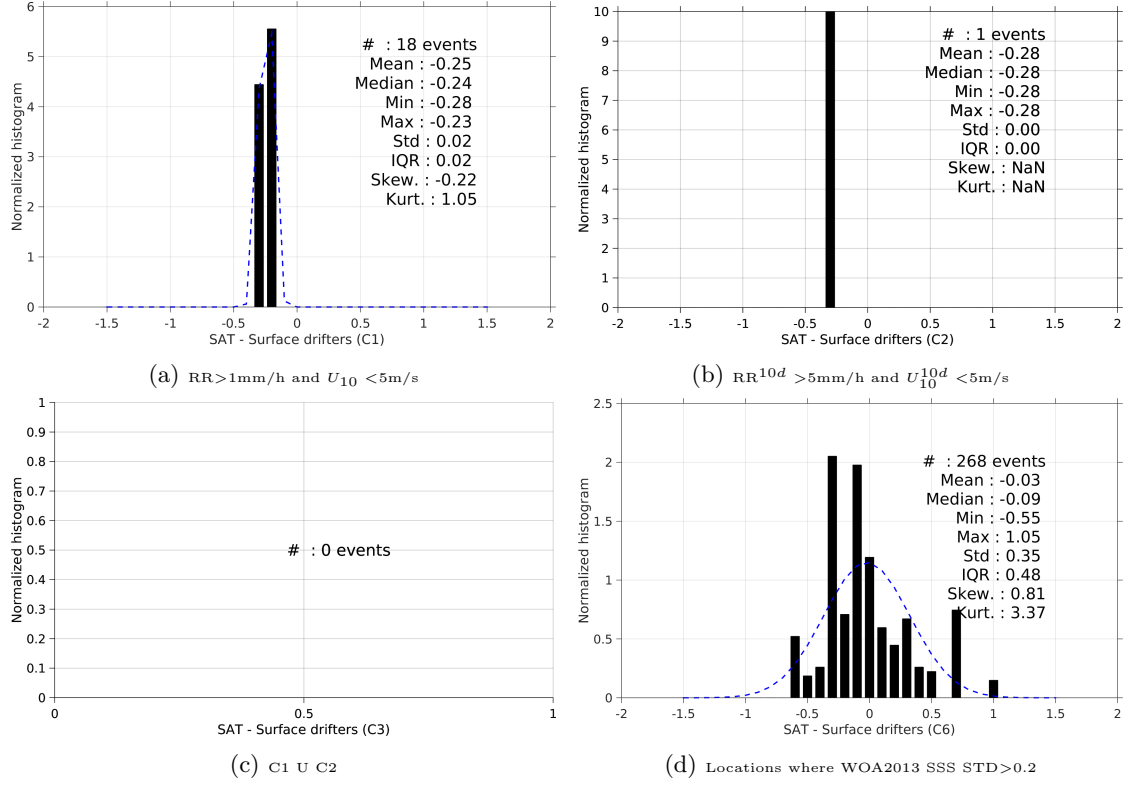 6
5
4
3
2
1
0
Normalized histogram
# : 18 events
Mean : -0.25
Median : -0.24
Min : -0.28
Max : -0.23
Std : 0.02
IQR : 0.02
Skew. : -0.22
Kurt. : 1.05
-2 -1.5 -1 -0.5 0 0.5 1 1.5 2
SAT - Surface drifters (C1)
(a) RR>1mm/h and U10 <5m/s
10
9
8
7
6
5
4
3
2
1
0
Normalized histogram
# : 1 events
Mean : -0.28
Median : -0.28
Min : -0.28
Max : -0.28
Std : 0.00
IQR : 0.00
Skew. : NaN
Kurt. : NaN
-2 -1.5 -1 -0.5 0 0.5 1 1.5 2
SAT - Surface drifters (C2)
(b) RR10d >5mm/h and U10d10 <5m/s
1
0.9
0.8
0.7
0.6
0.5
0.4
0.3
0.2
0.1
0
Normalized histogram
# : 0 events
0 0.5 1
SAT - Surface drifters (C3)
(c) C1 U C2
2.5
2
1.5
1
0.5
0
Normalized histogram
# : 268 events
Mean : -0.03
Median : -0.09
Min : -0.55
Max : 1.05
Std : 0.35
IQR : 0.48
Skew. : 0.81
Kurt. : 3.37
-2 -1.5 -1 -0.5 0 0.5 1 1.5 2
SAT - Surface drifters (C6)
(d) Locations where WOA2013 SSS STD>0.2